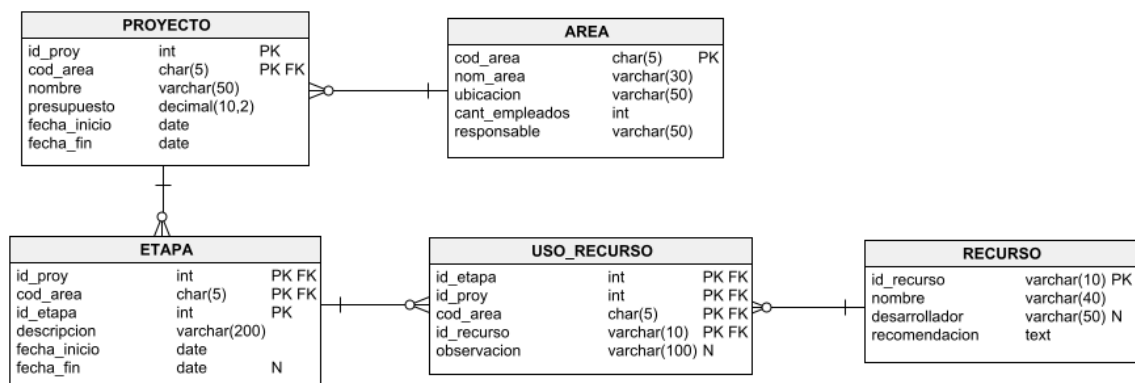 PROYECTO
id_proy int PK
cod_area char(5) PK FK
nombre varchar(50)
presupuesto decimal(10,2)
fecha_inicio date
fecha_fin date
AREA
cod_area char(5) PK
nom_area varchar(30)
ubicacion varchar(50)
cant_empleados int
responsable varchar(50)
ETAPA
id_proy int PK FK
cod_area char(5) PK FK
id_etapa int PK
descripcion varchar(200)
fecha_inicio date
fecha_fin date N
USO_RECURSO
id_etapa int PK FK
id_proy int PK FK
cod_area char(5) PK FK
id_recurso varchar(10) PK FK
observacion varchar(100) N
RECURSO
id_recurso varchar(10) PK
nombre varchar(40)
desarrollador varchar(50) N
recomendacion text